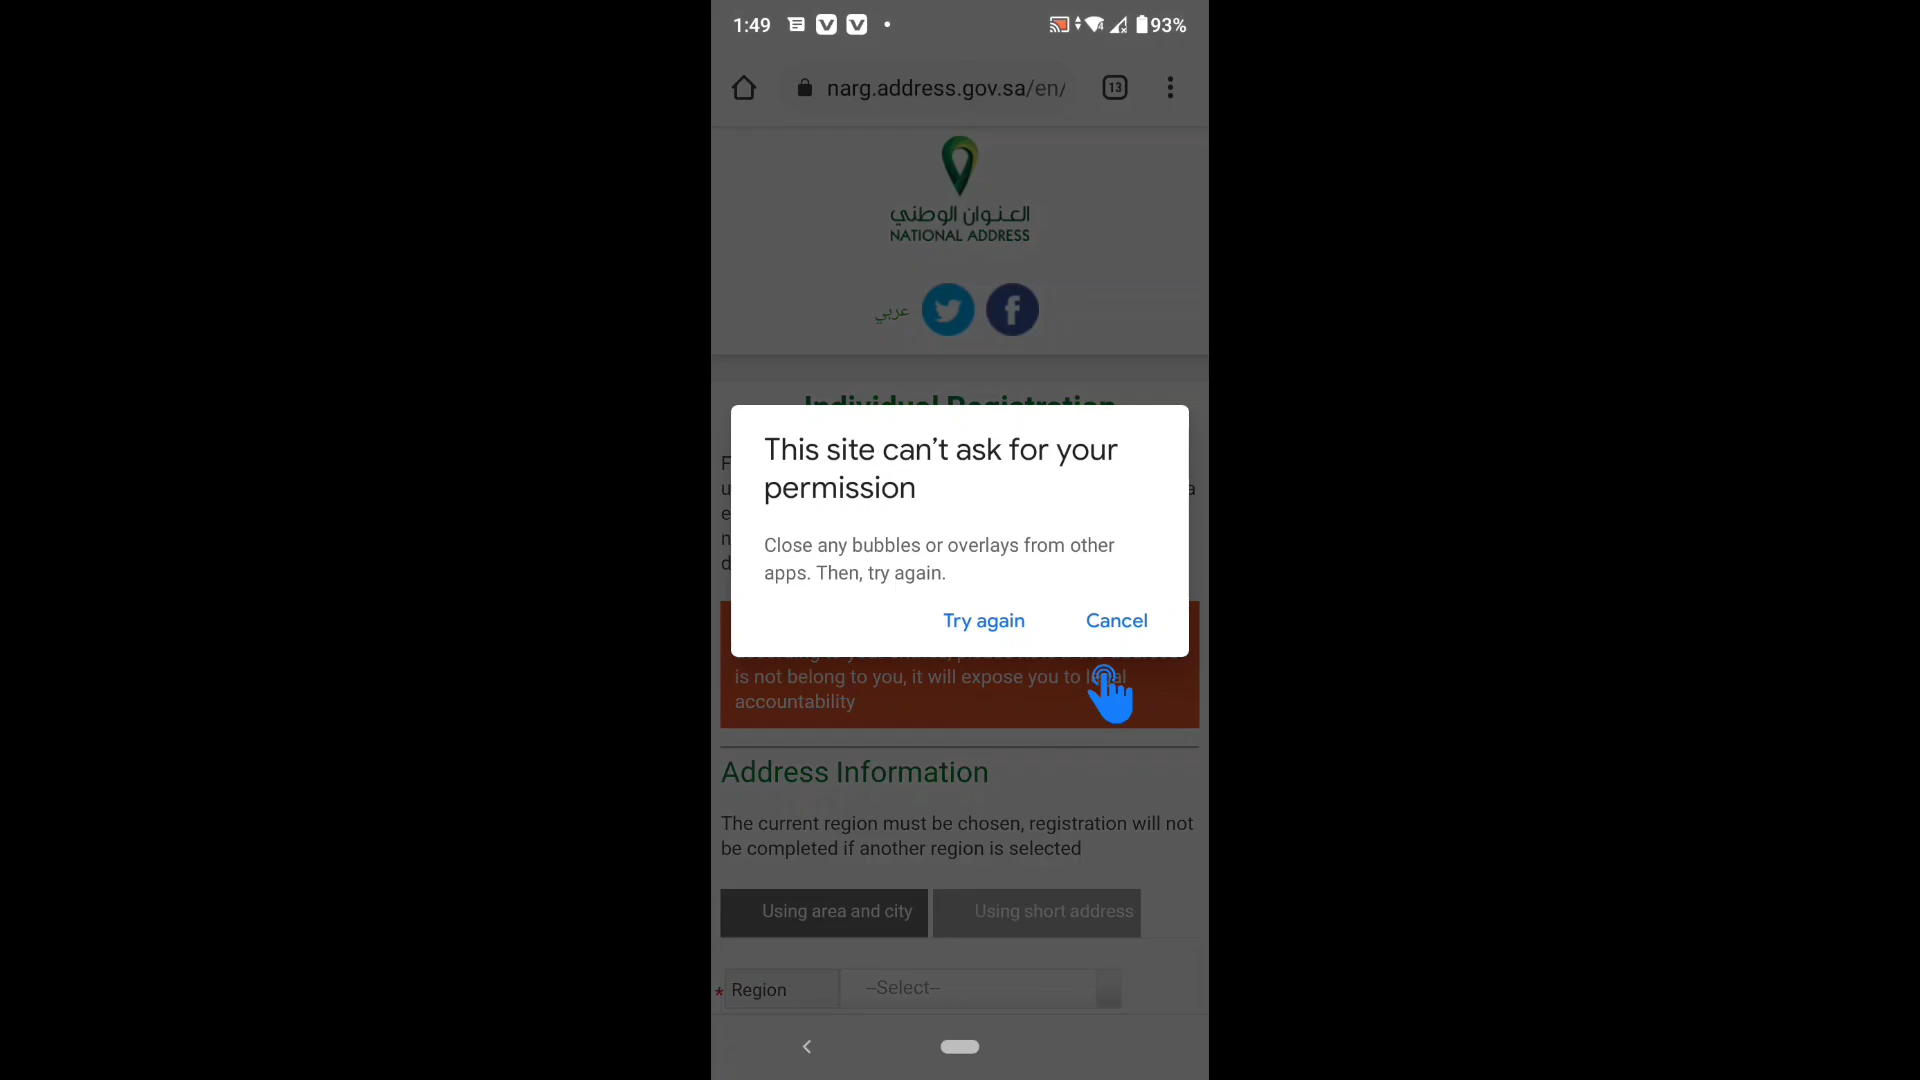 1:49
93%
narg.address.gov.sa/en/
13
العنوان الوطني
NATIONAL ADDRESS
عربي
Individual Registration
This site can’t ask for your
permission
Close any bubbles or overlays from other
apps. Then, try again.
Try again
Cancel
is not belong to you, it will expose you to legal
accountability
Address Information
The current region must be chosen, registration will not
be completed if another region is selected
Using area and city
Using short address
* Region
--Select--